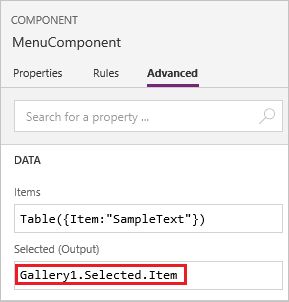 COMPONENT
MenuComponent
Properties Rules Advanced
Search for a property ...
DATA
Items
Table({Item:"SampleText"})
Selected (Output)
Gallery1.Selected.Item